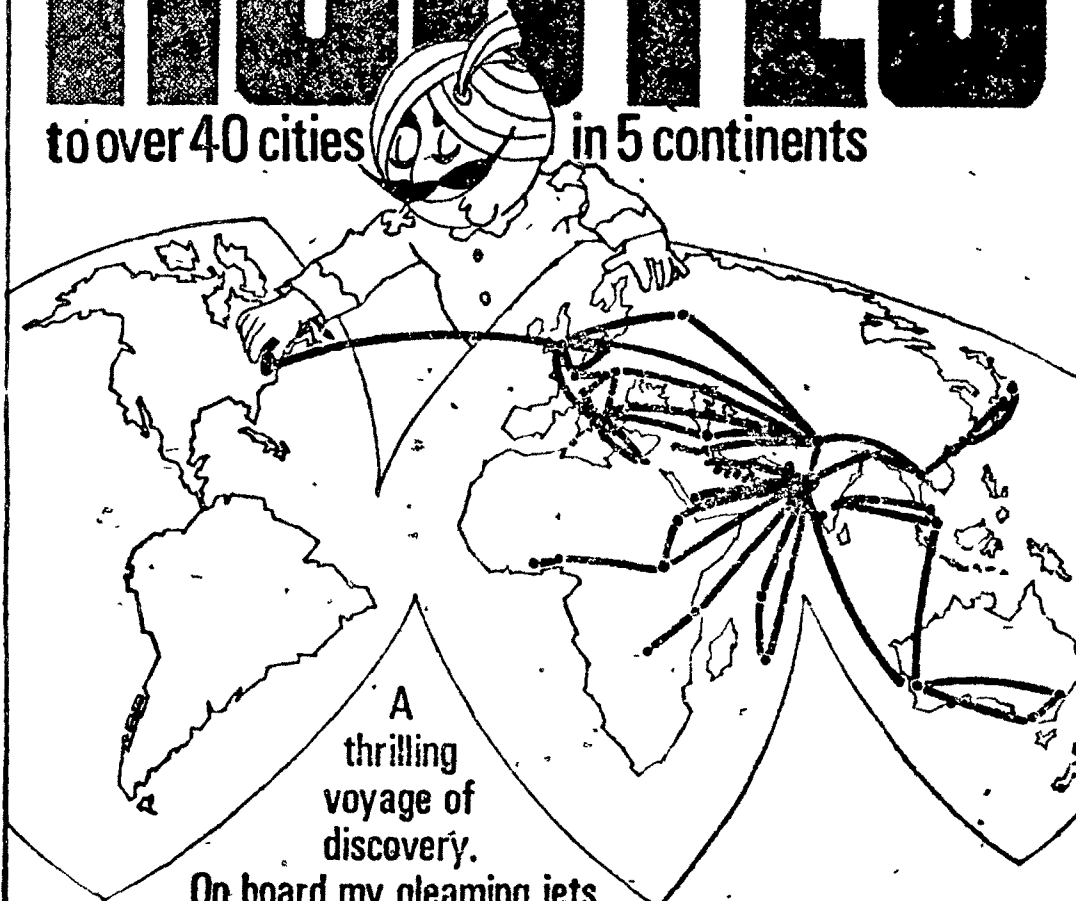 to over 40 cities in 5 continents
A
thrilling
voyage of
discovery.
On board my gleaming jets